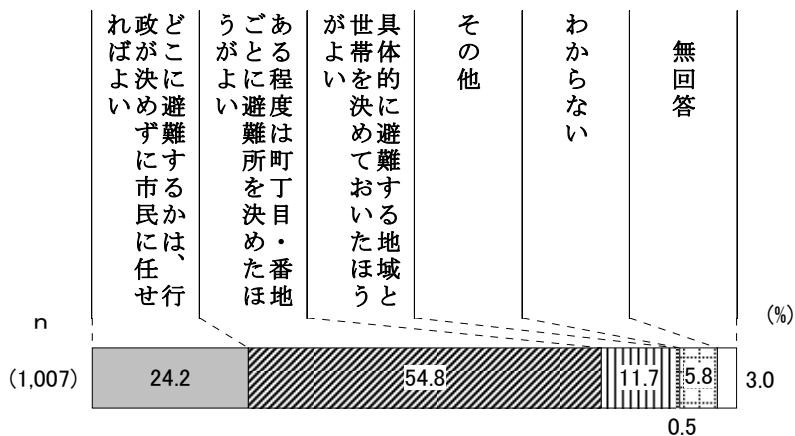 どこに避難するかは、行
政が決めずに市民に任せ
ればよい
ある程度は町丁目・番地
ごとに避難所を決めたほ
うがよい
具体的に避難する地域と
世帯を決めておいたほう
がよい
その他
わからない
無回答
n
(%)
(1,007)
24.2
54.8
11.7
5.8
3.0
0.5